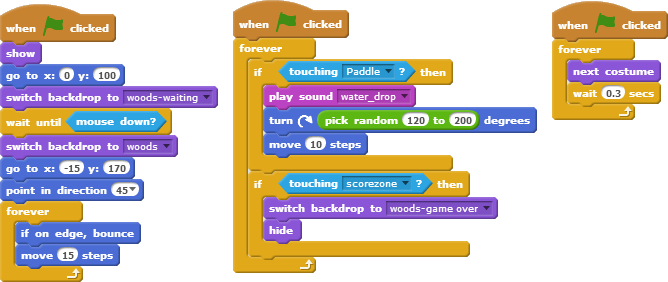 when clicked
show
go to x: 0 y: 100
switch backdrop to woods-waiting
wait until mouse down?
switch backdrop to woods
go to x: -15 y: 170
point in direction 45
forever
if on edge, bounce
move 15 steps
when clicked
forever
if touching Paddle ? then
play sound water_drop
turn pick random 120 to 200 degrees
move 10 steps
if touching scorezone ? then
switch backdrop to woods-game over
hide
when clicked
forever
next costume
wait 0.3 secs